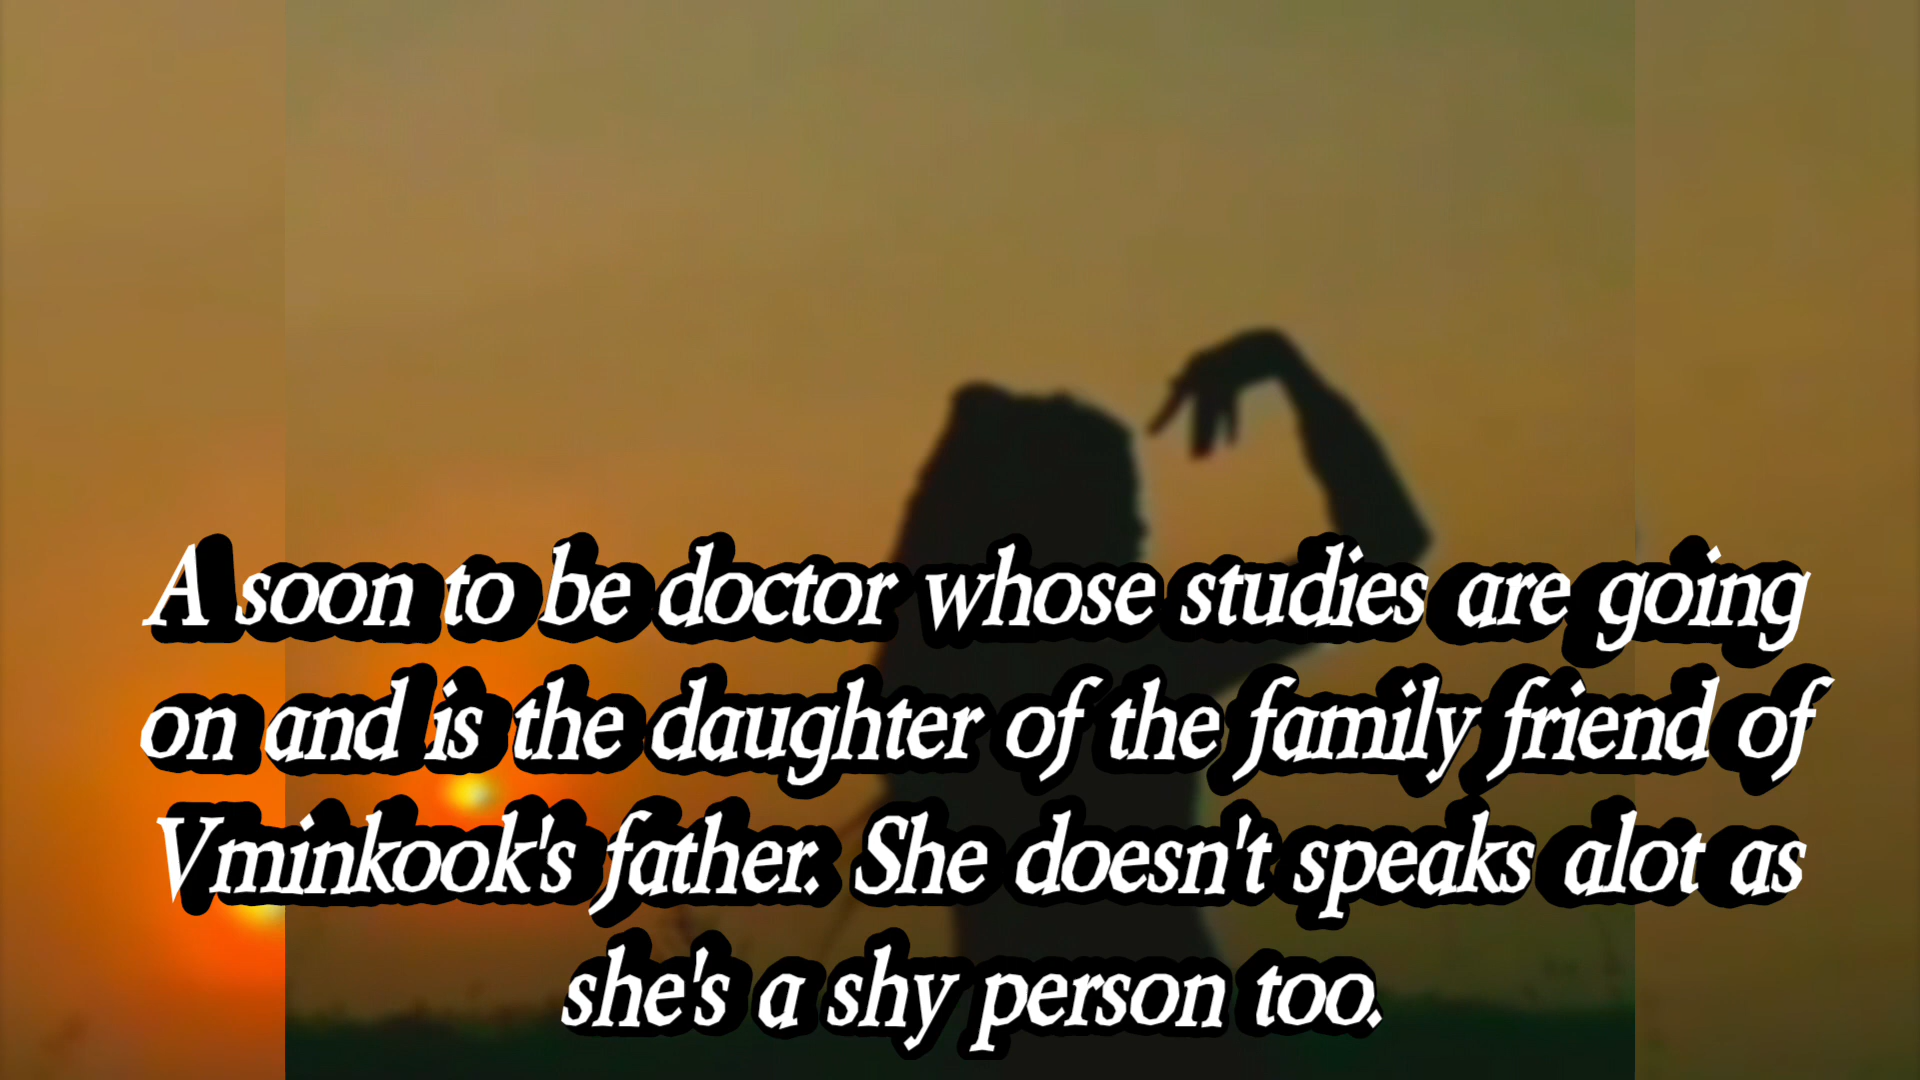 A soon to be doctor whose studies are going
on and is the daughter of the family friend of
Vminkook's father. She doesn't speaks alot as
she's a shy person too.